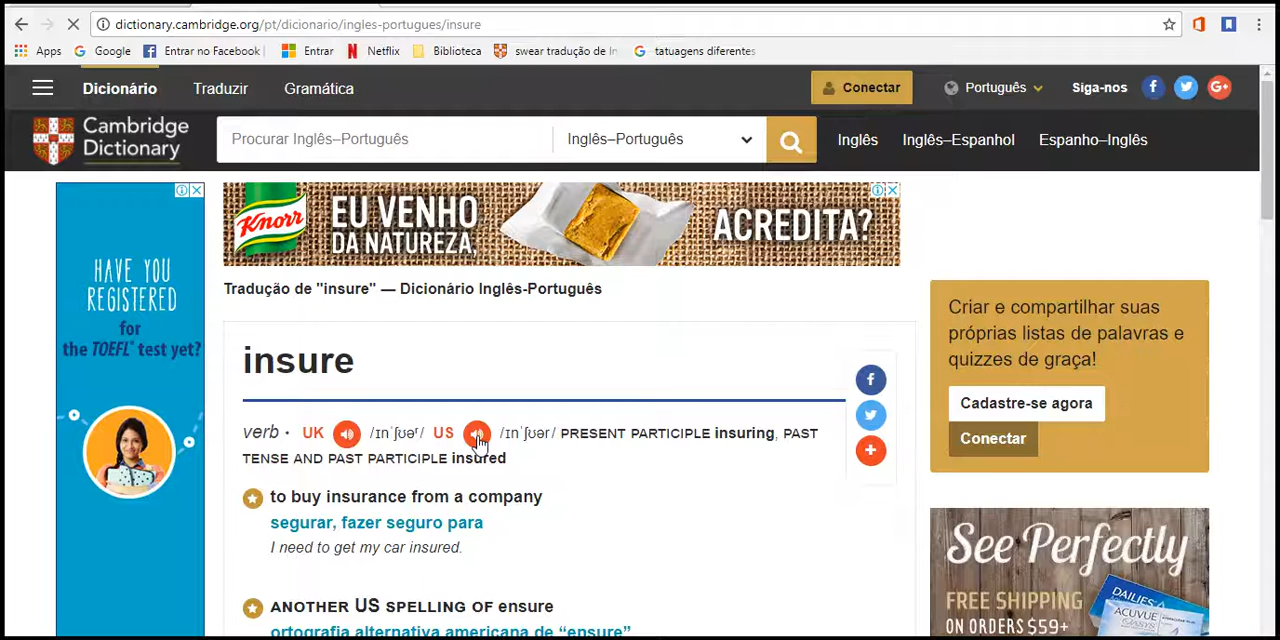 dictionary.cambridge.org/pt/dicionario/ingles-portugues/insure
Apps Google Entrar no Facebook Entrar Netflix Biblioteca swear tradução de In tatuagens diferentes
Dicionário Traduzir Gramática Conectar Português Siga-nos
Cambridge
Dictionary
Procurar Inglês–Português Inglês–Português Inglês Inglês–Espanhol Espanho–Inglês
Knorr
EU VENHO
DA NATUREZA,
ACREDITA?
HAVE YOU
REGISTERED
for
the TOEFL® test yet?
Tradução de "insure" — Dicionário Inglês-Português
insure
verb · UK /ɪnˈʃʊəʳ/ US /ɪnˈʃʊər/ PRESENT PARTICIPLE insuring, PAST
TENSE AND PAST PARTICIPLE insured
to buy insurance from a company
segurar, fazer seguro para
I need to get my car insured.
ANOTHER US SPELLING OF ensure
ortografia alternativa americana de “ensure”
Criar e compartilhar suas
próprias listas de palavras e
quizzes de graça!
Cadastre-se agora
Conectar
See Perfectly
FREE SHIPPING
ON ORDERS $59+
DAILIES
ACUVUE
OASYS